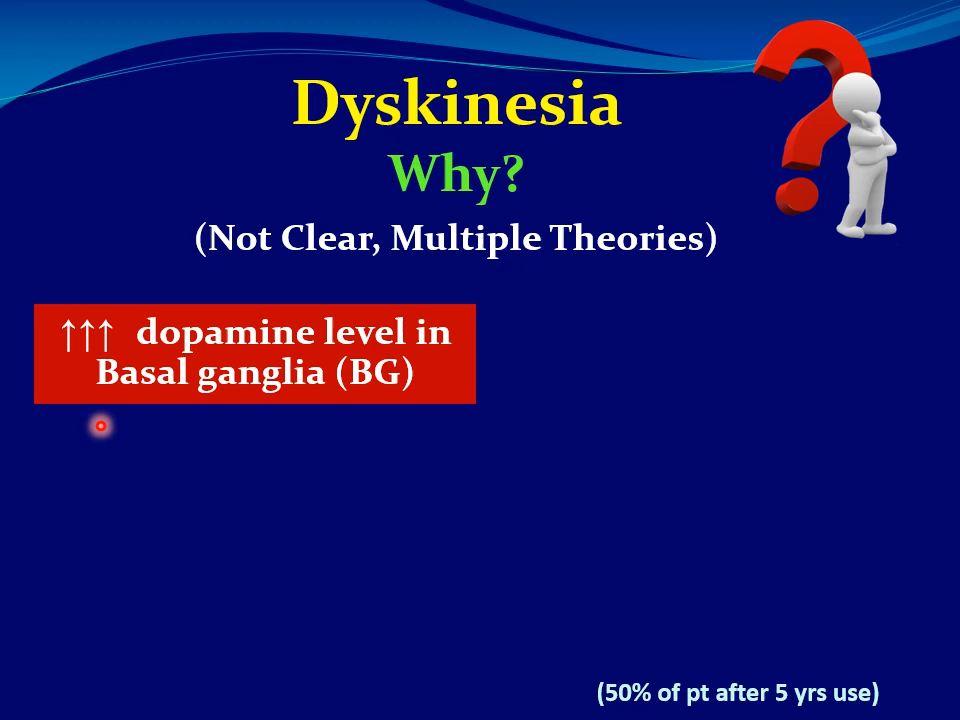 Dyskinesia
Why?
(Not Clear, Multiple Theories)
↑↑↑ dopamine level in
Basal ganglia (BG)
(50% of pt after 5 yrs use)